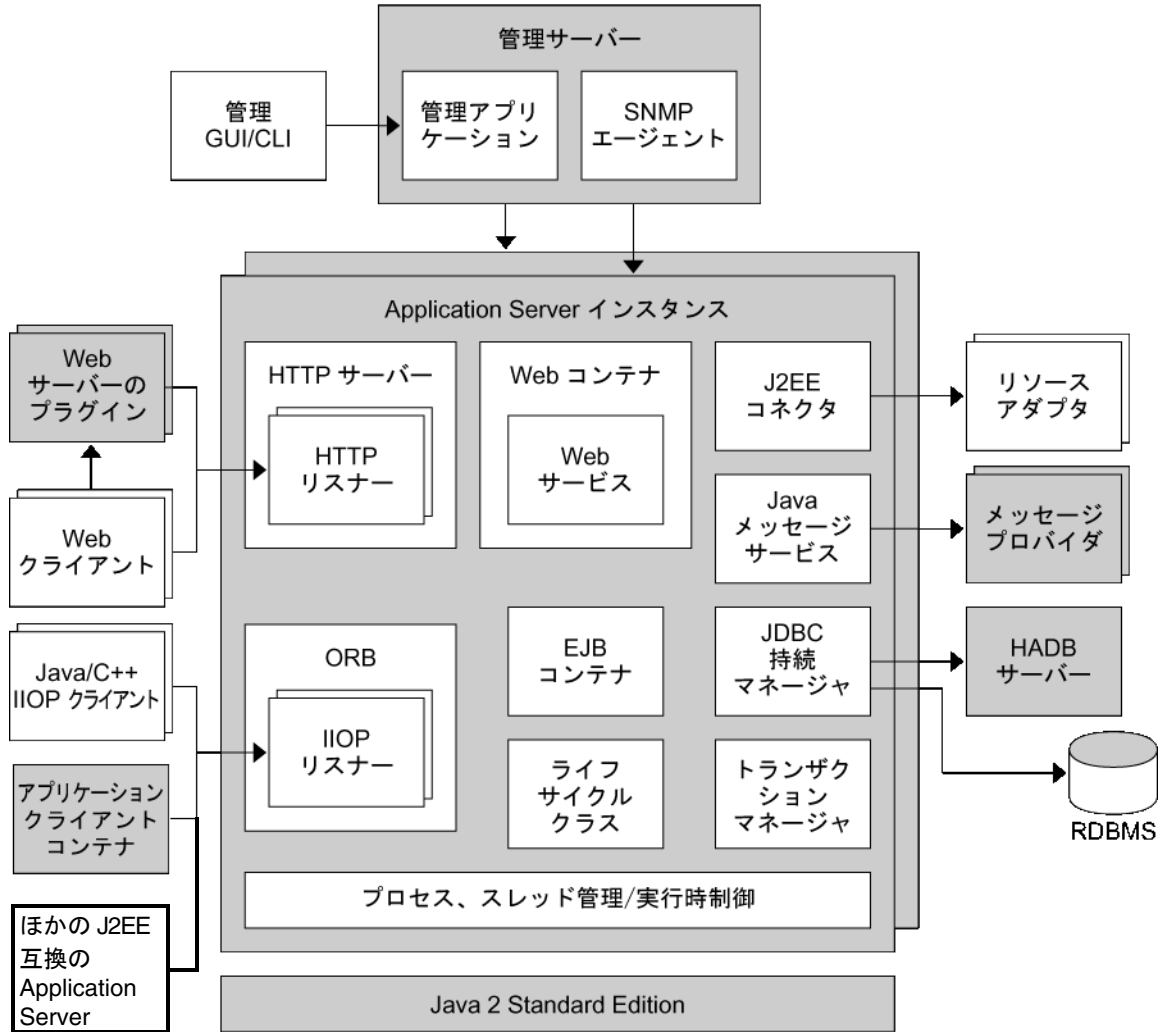 管理サーバー
管理
GUI/CLI
管理アプリ
ケーション
SNMP
エージェント
Application Server インスタンス
Web
サーバーの
プラグイン
HTTP サーバー
HTTP
リスナー
Web コンテナ
Web
サービス
J2EE
コネクタ
リソース
アダプタ
Web
クライアント
Java
メッセージ
サービス
メッセージ
プロバイダ
Java/C++
IIOP クライアント
ORB
IIOP
リスナー
EJB
コンテナ
JDBC
持続
マネージャ
HADB
サーバー
アプリケーション
クライアント
コンテナ
ライフ
サイクル
クラス
トランザク
ション
マネージャ
RDBMS
プロセス、スレッド管理/実行時制御
ほかの J2EE
互換の
Application
Server
Java 2 Standard Edition